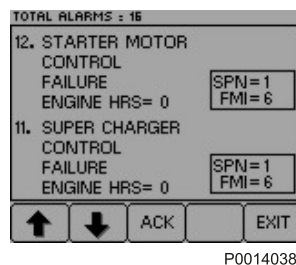 TOTAL ALARMS : 16
12. STARTER MOTOR
CONTROL
FAILURE
ENGINE HRS= 0
SPN= 1
FMI= 6
11. SUPER CHARGER
CONTROL
FAILURE
ENGINE HRS= 0
SPN= 1
FMI= 6
ACK
EXIT
P0014038